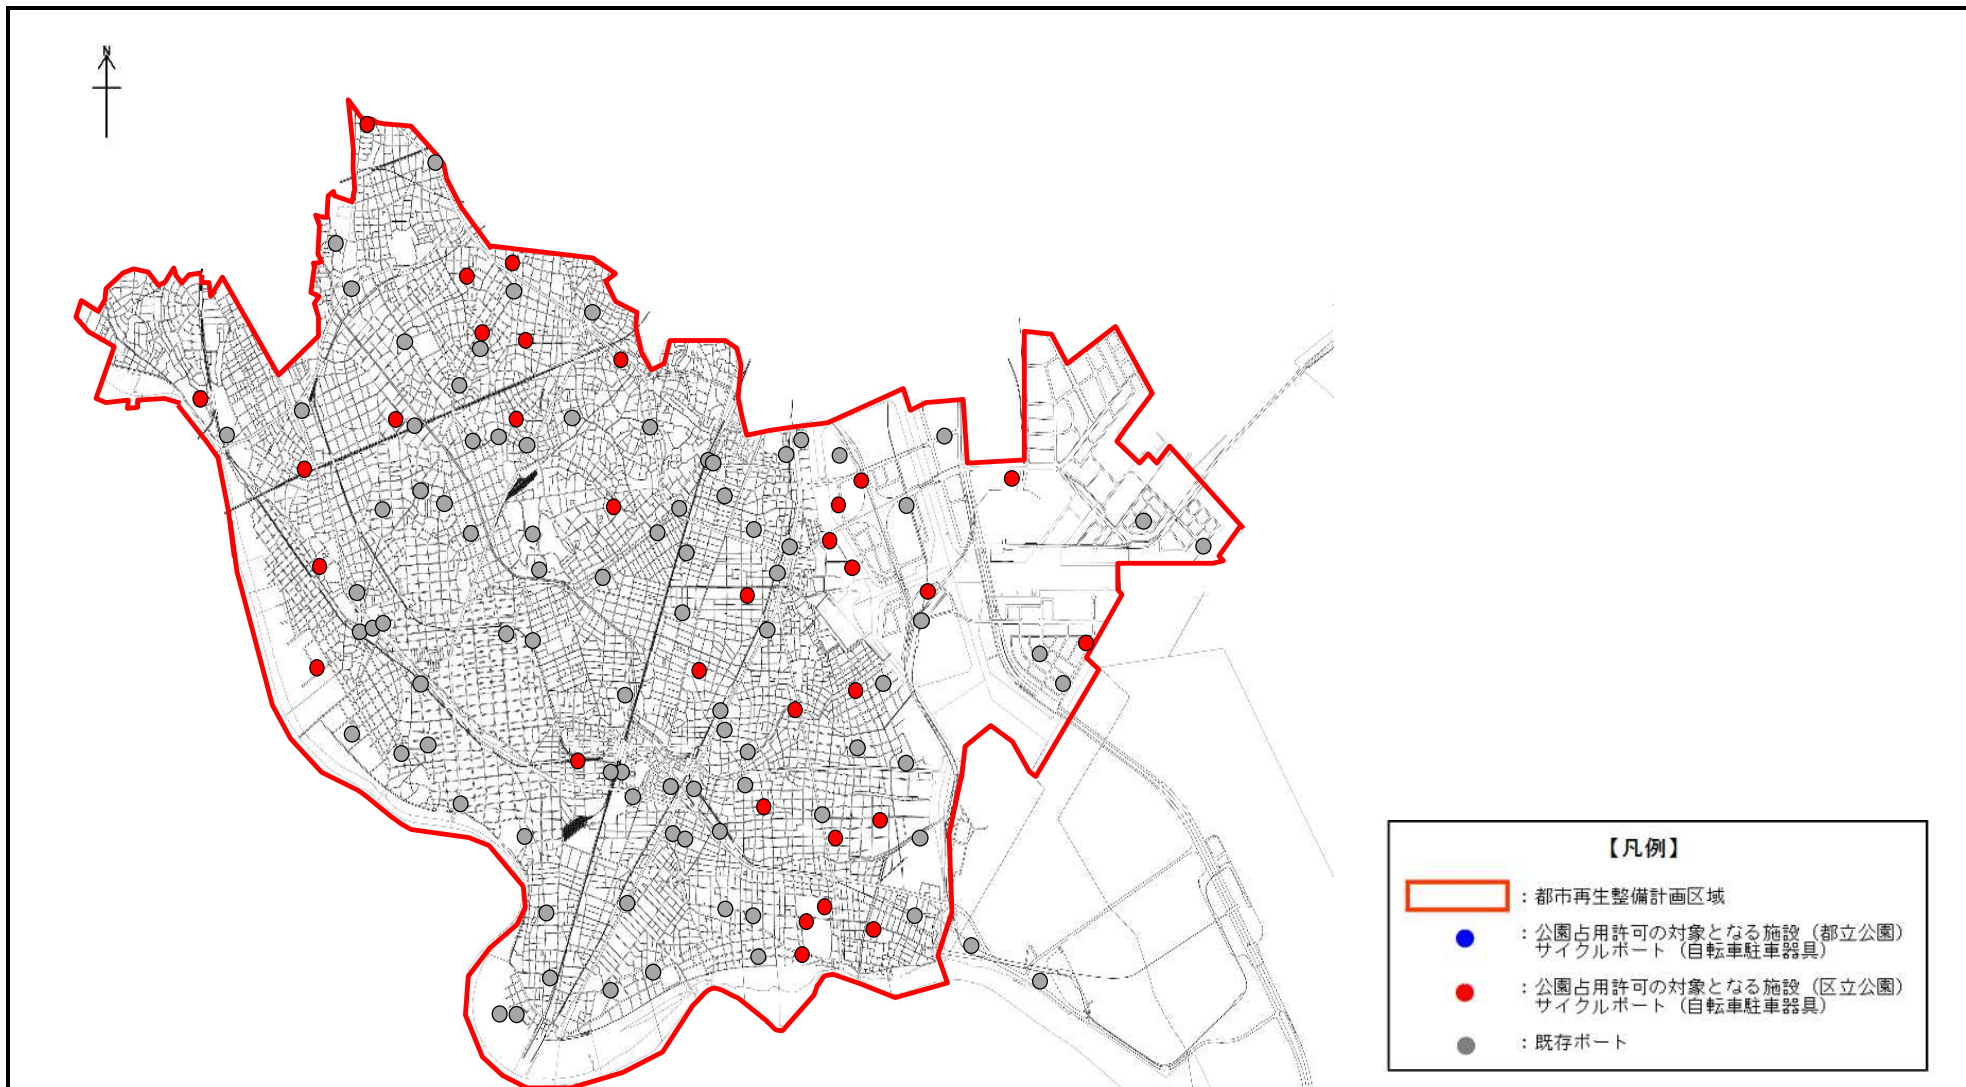 N
【凡例】
：都市再生整備計画区域
：公園占用許可の対象となる施設（都立公園）
サイクルポート（自転車駐車器具）
：公園占用許可の対象となる施設（区立公園）
サイクルポート（自転車駐車器具）
：既存ポート